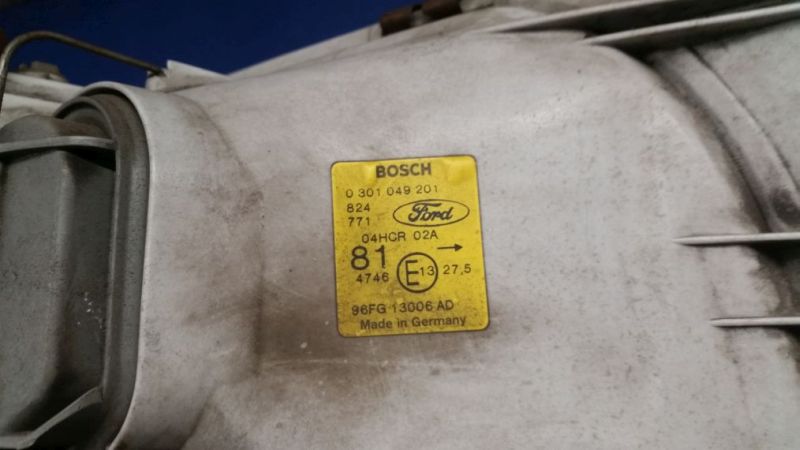 BOSCH
0 301 049 201
824
771 Ford
04HCR 02A
81 →
4746 E13 27,5
96FG 13006 AD
Made in Germany